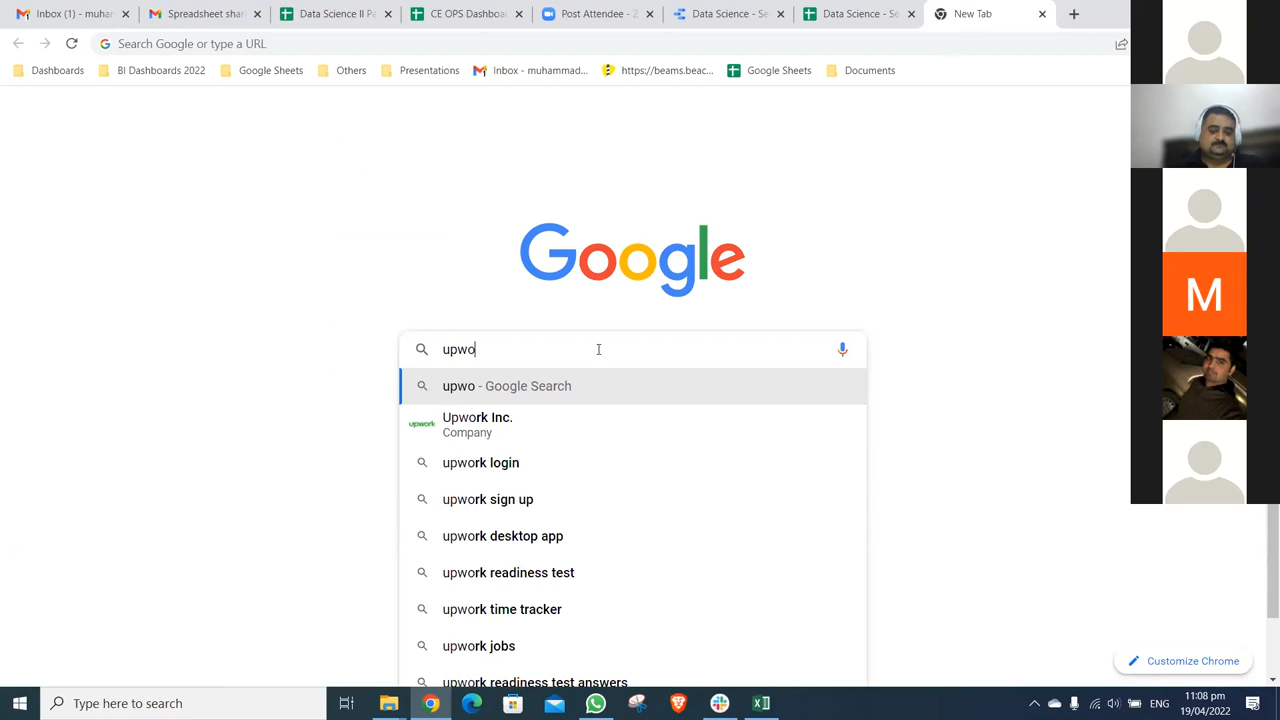 Inbox (1) - muham
Spreadsheet shar
Data Science II Pa
CE OCS Dashboar
Post Attendee - Z
Data Science - Se
Data Science - Se
New Tab
Search Google or type a URL
Dashboards
BI Dashboards 2022
Google Sheets
Others
Presentations
Inbox - muhammad...
https://beams.beac...
Google Sheets
Documents
Google
upwo
upwo - Google Search
upwork
Upwork Inc.
Company
upwork login
upwork sign up
upwork desktop app
upwork readiness test
upwork time tracker
upwork jobs
upwork readiness test answers
M
Customize Chrome
Type here to search
ENG
11:08 pm
19/04/2022